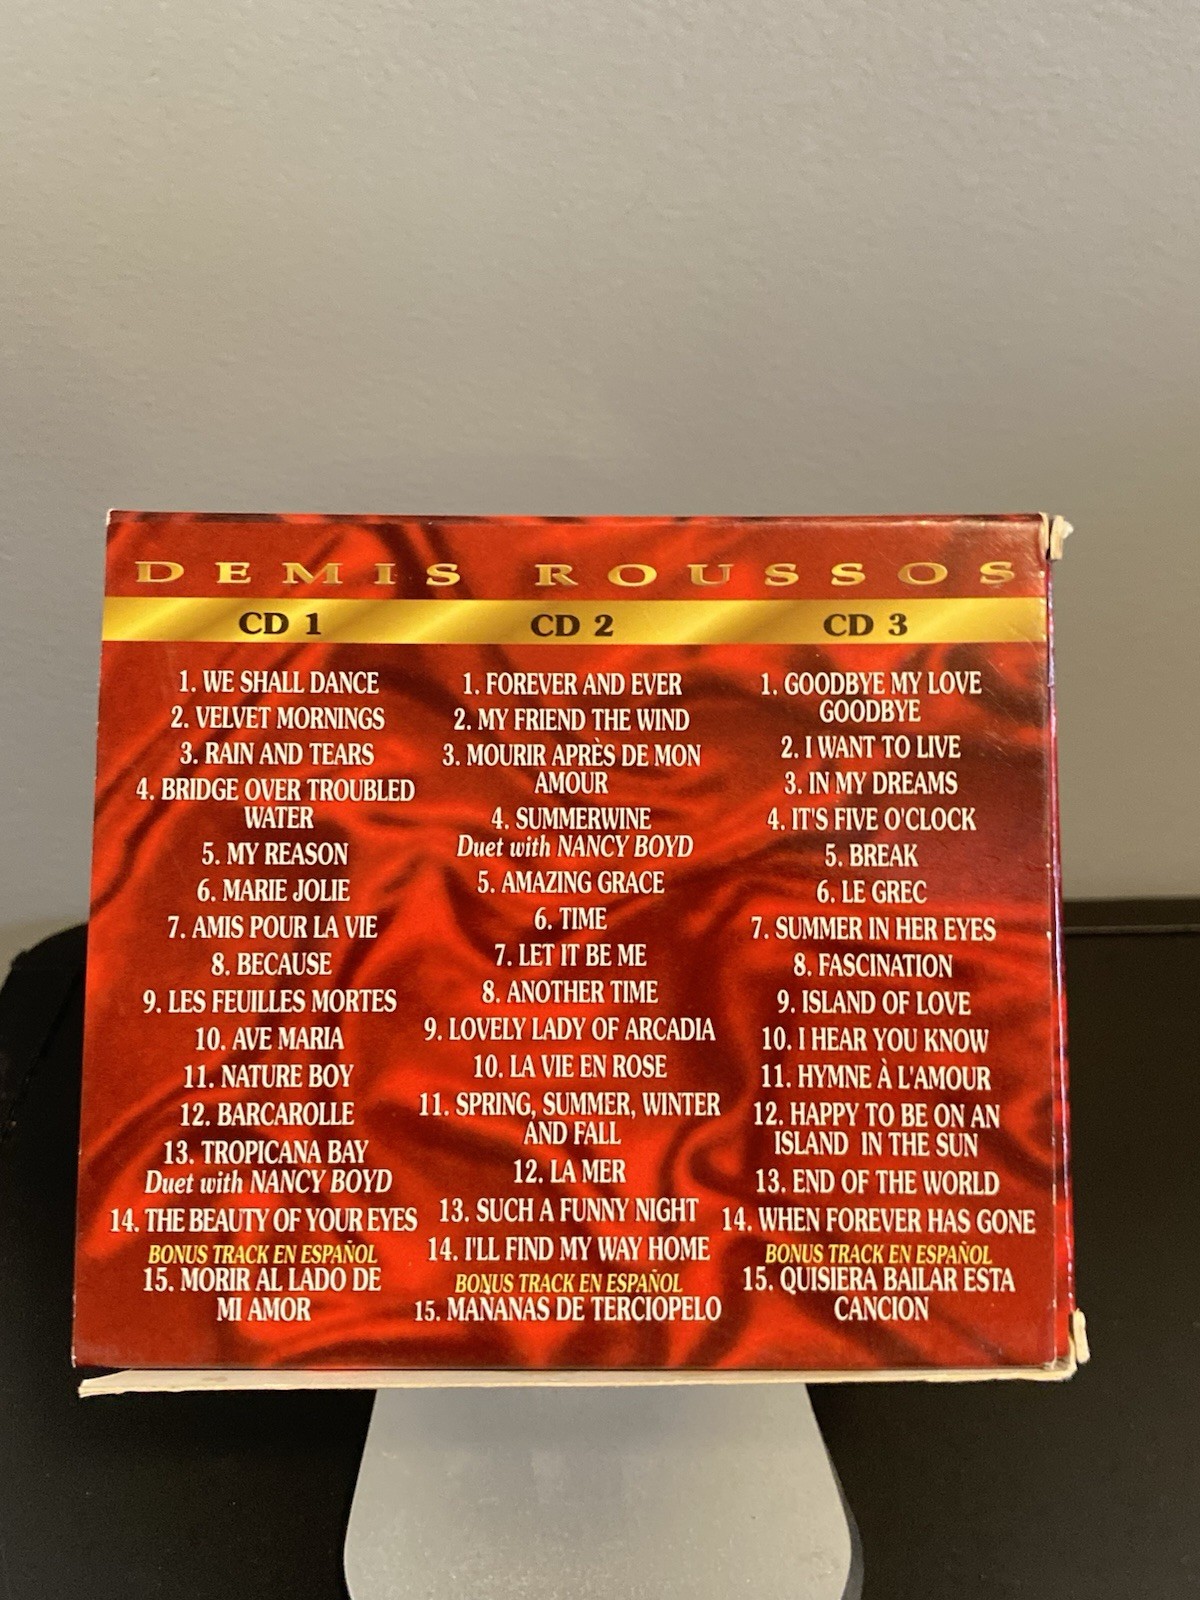 DEMIS ROUSSOS
CD 1
1. WE SHALL DANCE
2. VELVET MORNINGS
3. RAIN AND TEARS
4. BRIDGE OVER TROUBLED
WATER
5. MY REASON
6. MARIE JOLIE
7. AMIS POUR LA VIE
8. BECAUSE
9. LES FEUILLES MORTES
10. AVE MARIA
11. NATURE BOY
12. BARCAROLLE
13. TROPICANA BAY
Duet with NANCY BOYD
14. THE BEAUTY OF YOUR EYES
BONUS TRACK EN ESPAÑOL
15. MORIR AL LADO DE
MI AMOR
CD 2
1. FOREVER AND EVER
2. MY FRIEND THE WIND
3. MOURIR APRÈS DE MON
AMOUR
4. SUMMERWINE
Duet with NANCY BOYD
5. AMAZING GRACE
6. TIME
7. LET IT BE ME
8. ANOTHER TIME
9. LOVELY LADY OF ARCADIA
10. LA VIE EN ROSE
11. SPRING, SUMMER, WINTER
AND FALL
12. LA MER
13. SUCH A FUNNY NIGHT
14. I'LL FIND MY WAY HOME
BONUS TRACK EN ESPAÑOL
15. MAÑANAS DE TERCIOPELO
CD 3
1. GOODBYE MY LOVE
GOODBYE
2. I WANT TO LIVE
3. IN MY DREAMS
4. IT'S FIVE O'CLOCK
5. BREAK
6. LE GREC
7. SUMMER IN HER EYES
8. FASCINATION
9. ISLAND OF LOVE
10. I HEAR YOU KNOW
11. HYMNE À L'AMOUR
12. HAPPY TO BE ON AN
ISLAND IN THE SUN
13. END OF THE WORLD
14. WHEN FOREVER HAS GONE
BONUS TRACK EN ESPAÑOL
15. QUISIERA BAILAR ESTA
CANCION